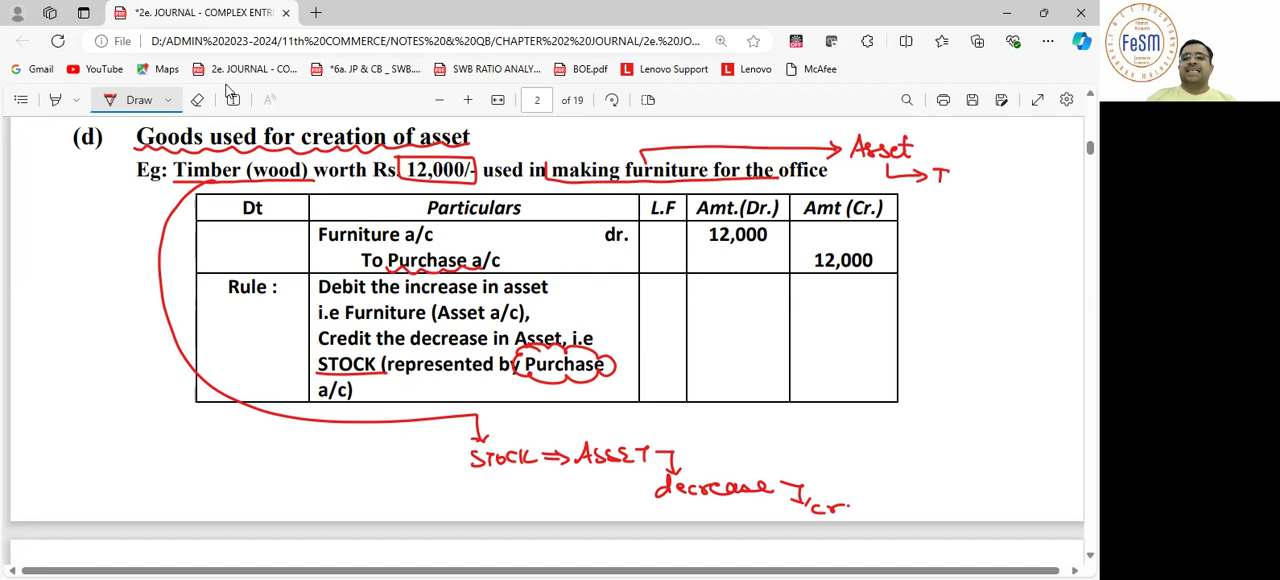 *2e. JOURNAL - COMPLEX ENTR
File
D:/ADMIN%202023-2024/11th%20COMMERCE/NOTES%20...QB/CHAPTER%202%20JOURNAL/2e.%20JO...
Gmail YouTube Maps 2e. JOURNAL - CO... *6a. JP & CB _ SWB.... SWB RATIO ANALY... BOE.pdf Lenovo Support Lenovo McAfee
Draw 2 of 19
FeSM
(d) Goods used for creation of asset
Eg: Timber (wood) worth Rs. 12,000/- used in making furniture for the office
Asset
Dt Particulars L.F Amt.(Dr.) Amt (Cr.)
Furniture a/c dr. 12,000
To Purchase a/c 12,000
Rule : Debit the increase in asset
i.e Furniture (Asset a/c),
Credit the decrease in Asset, i.e
STOCK (represented by Purchase
a/c)
STOCK ⇒ ASSET
decrease
cr.